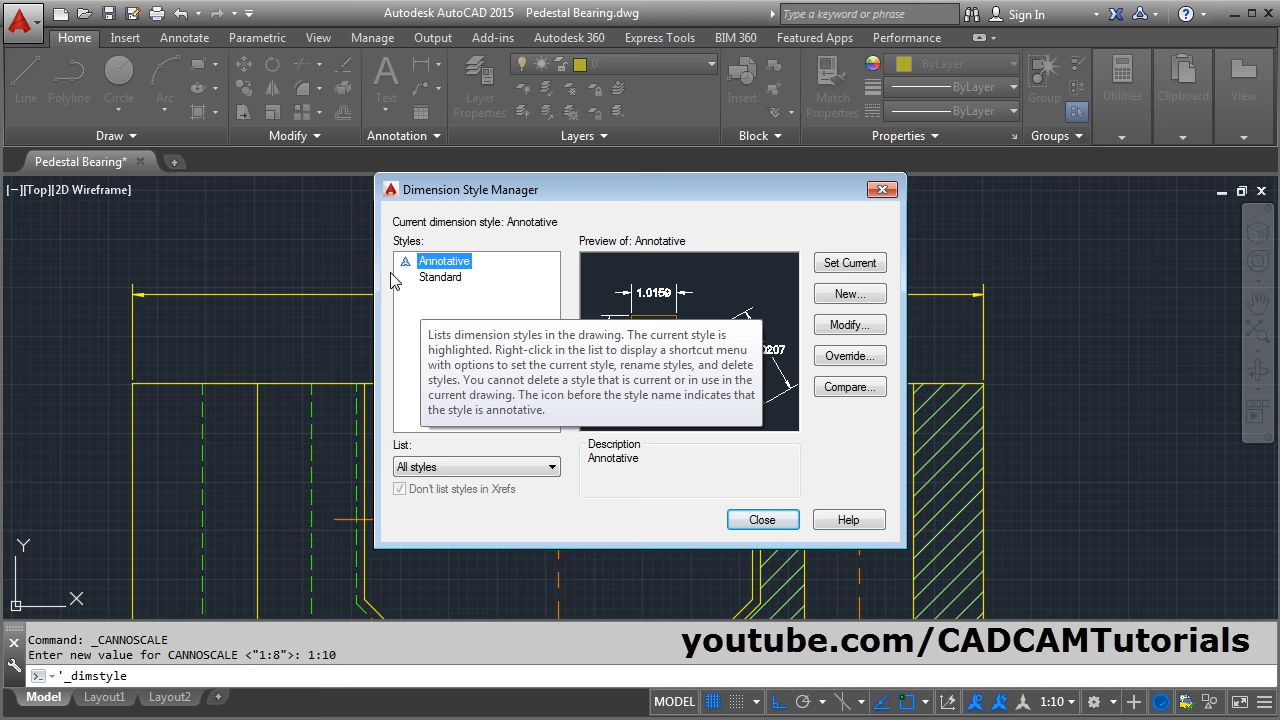 Autodesk AutoCAD 2015 Pedestal Bearing.dwg
Type a keyword or phrase
Sign In
Home Insert Annotate Parametric View Manage Output Add-ins Autodesk 360 Express Tools BIM 360 Featured Apps Performance
Line Polyline Circle Arc
Text
Layer Properties
0
Insert
Match Properties
ByLayer
ByLayer
ByLayer
Group
Utilities
Clipboard
View
Draw Modify Annotation Layers Block Properties Groups
Pedestal Bearing*
[−][Top][2D Wireframe]
Dimension Style Manager
Current dimension style: Annotative
Styles: Preview of: Annotative
Annotative
Standard
1.0159
Set Current
New...
Modify...
Override...
Compare...
Lists dimension styles in the drawing. The current style is
highlighted. Right-click in the list to display a shortcut menu
with options to set the current style, rename styles, and delete
styles. You cannot delete a style that is current or in use in the
current drawing. The icon before the style name indicates that
the style is annotative.
0207
List:
All styles
Don't list styles in Xrefs
Description
Annotative
Close Help
Y
X
Command: _CANNOSCALE
Enter new value for CANNOSCALE <"1:8">: 1:10
'_dimstyle
youtube.com/CADCAMTutorials
Model Layout1 Layout2 +
MODEL 1:10